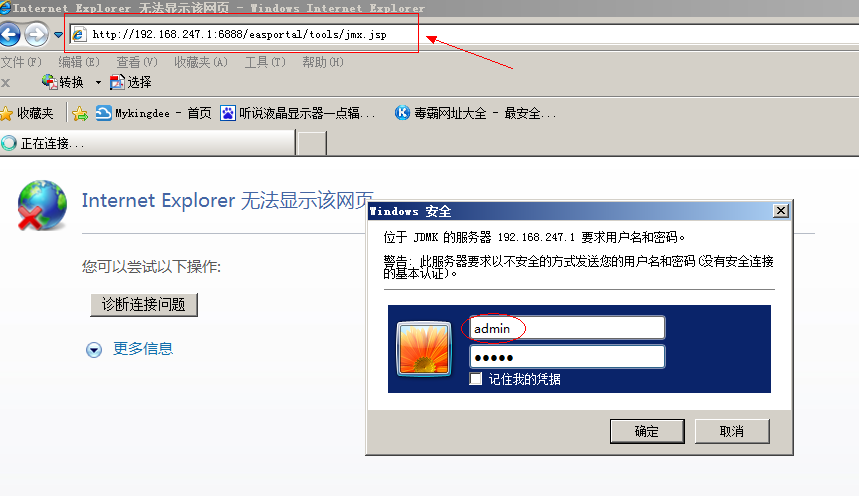 Internet Explorer 无法显示该网页 - Windows Internet Explorer
http://192.168.247.1:6888/easportal/tools/jmx.jsp
文件(F) 编辑(E) 查看(V) 收藏夹(A) 工具(T) 帮助(H)
x 转换 选择
收藏夹 Mykingdee - 首页 听说液晶显示器一点辐... 毒霸网址大全 - 最安全...
正在连接...
Internet Explorer 无法显示该网页
您可以尝试以下操作:
诊断连接问题
更多信息
Windows 安全
位于 JDMK 的服务器 192.168.247.1 要求用户名和密码。
警告: 此服务器要求以不安全的方式发送您的用户名和密码(没有安全连接
的基本认证)。
admin
●●●●●
记住我的凭据
确定 取消